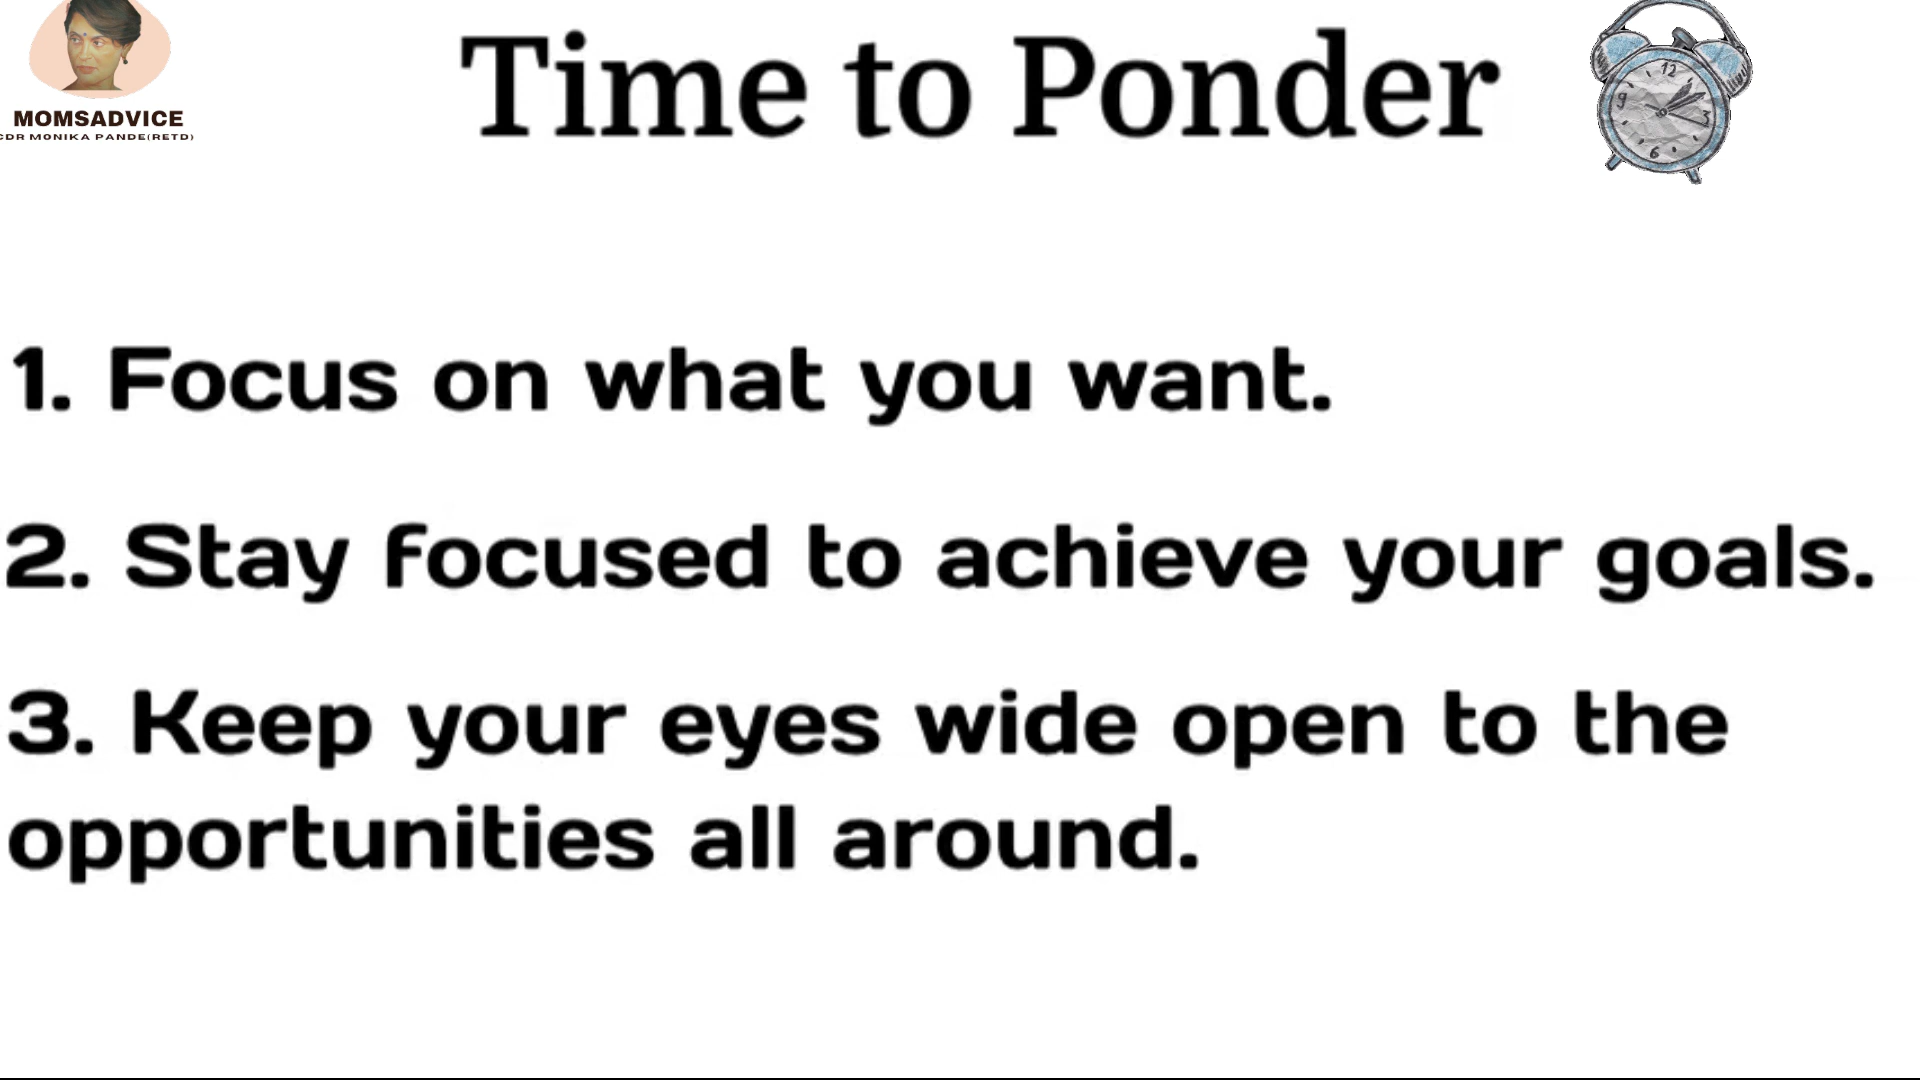 MOMSADVICE
CDR MONIKA PANDE(RETD)
Time to Ponder
12
3
6
9
1. Focus on what you want.
2. Stay focused to achieve your goals.
3. Keep your eyes wide open to the
opportunities all around.